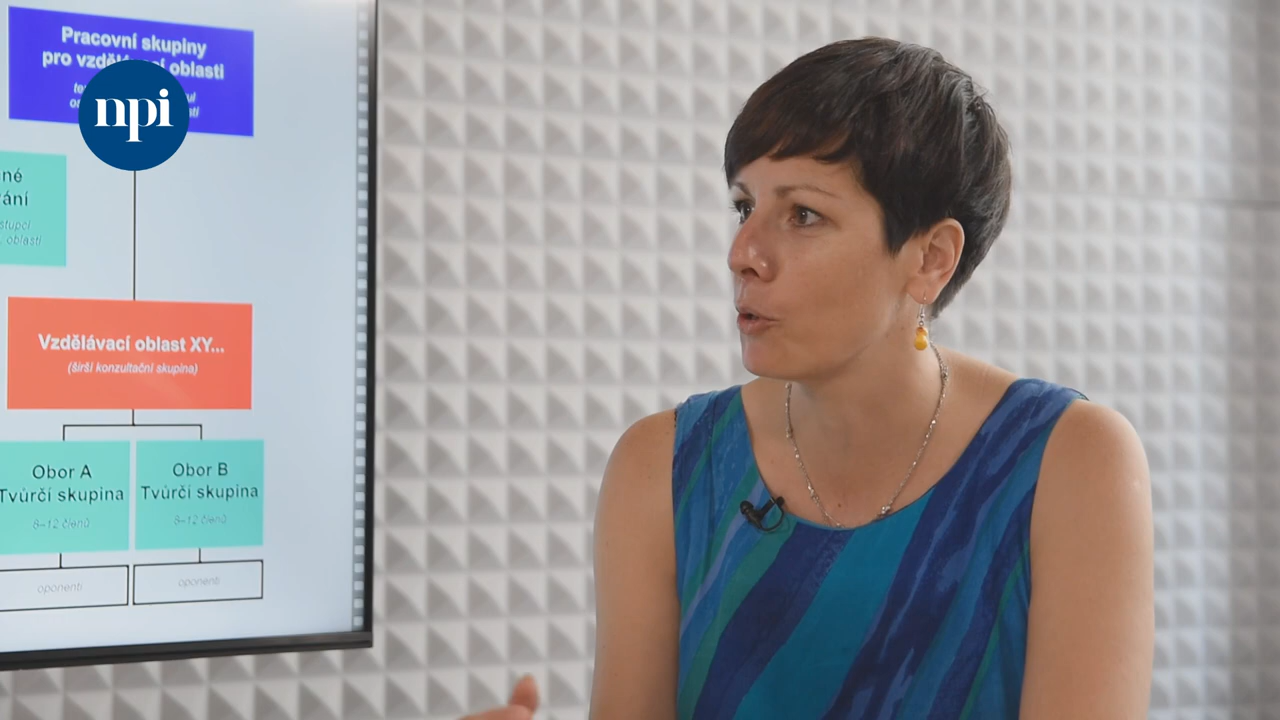 Pracovní skupiny
pro oblasti
npi
Vzdělávací oblast XY...
(širší konzultační skupina)
Obor A
Tvůrčí skupina
8–12 členů
oponenti
Obor B
Tvůrčí skupina
8–12 členů
oponenti
oblastí